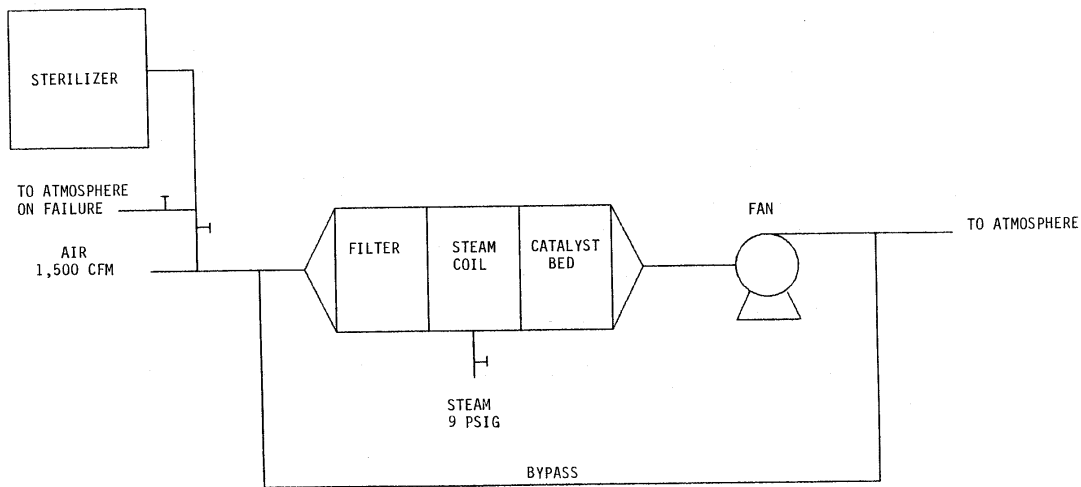 STERILIZER
TO ATMOSPHERE
ON FAILURE
AIR
1,500 CFM
FILTER
STEAM
COIL
CATALYST
BED
FAN
TO ATMOSPHERE
STEAM
9 PSIG
BYPASS